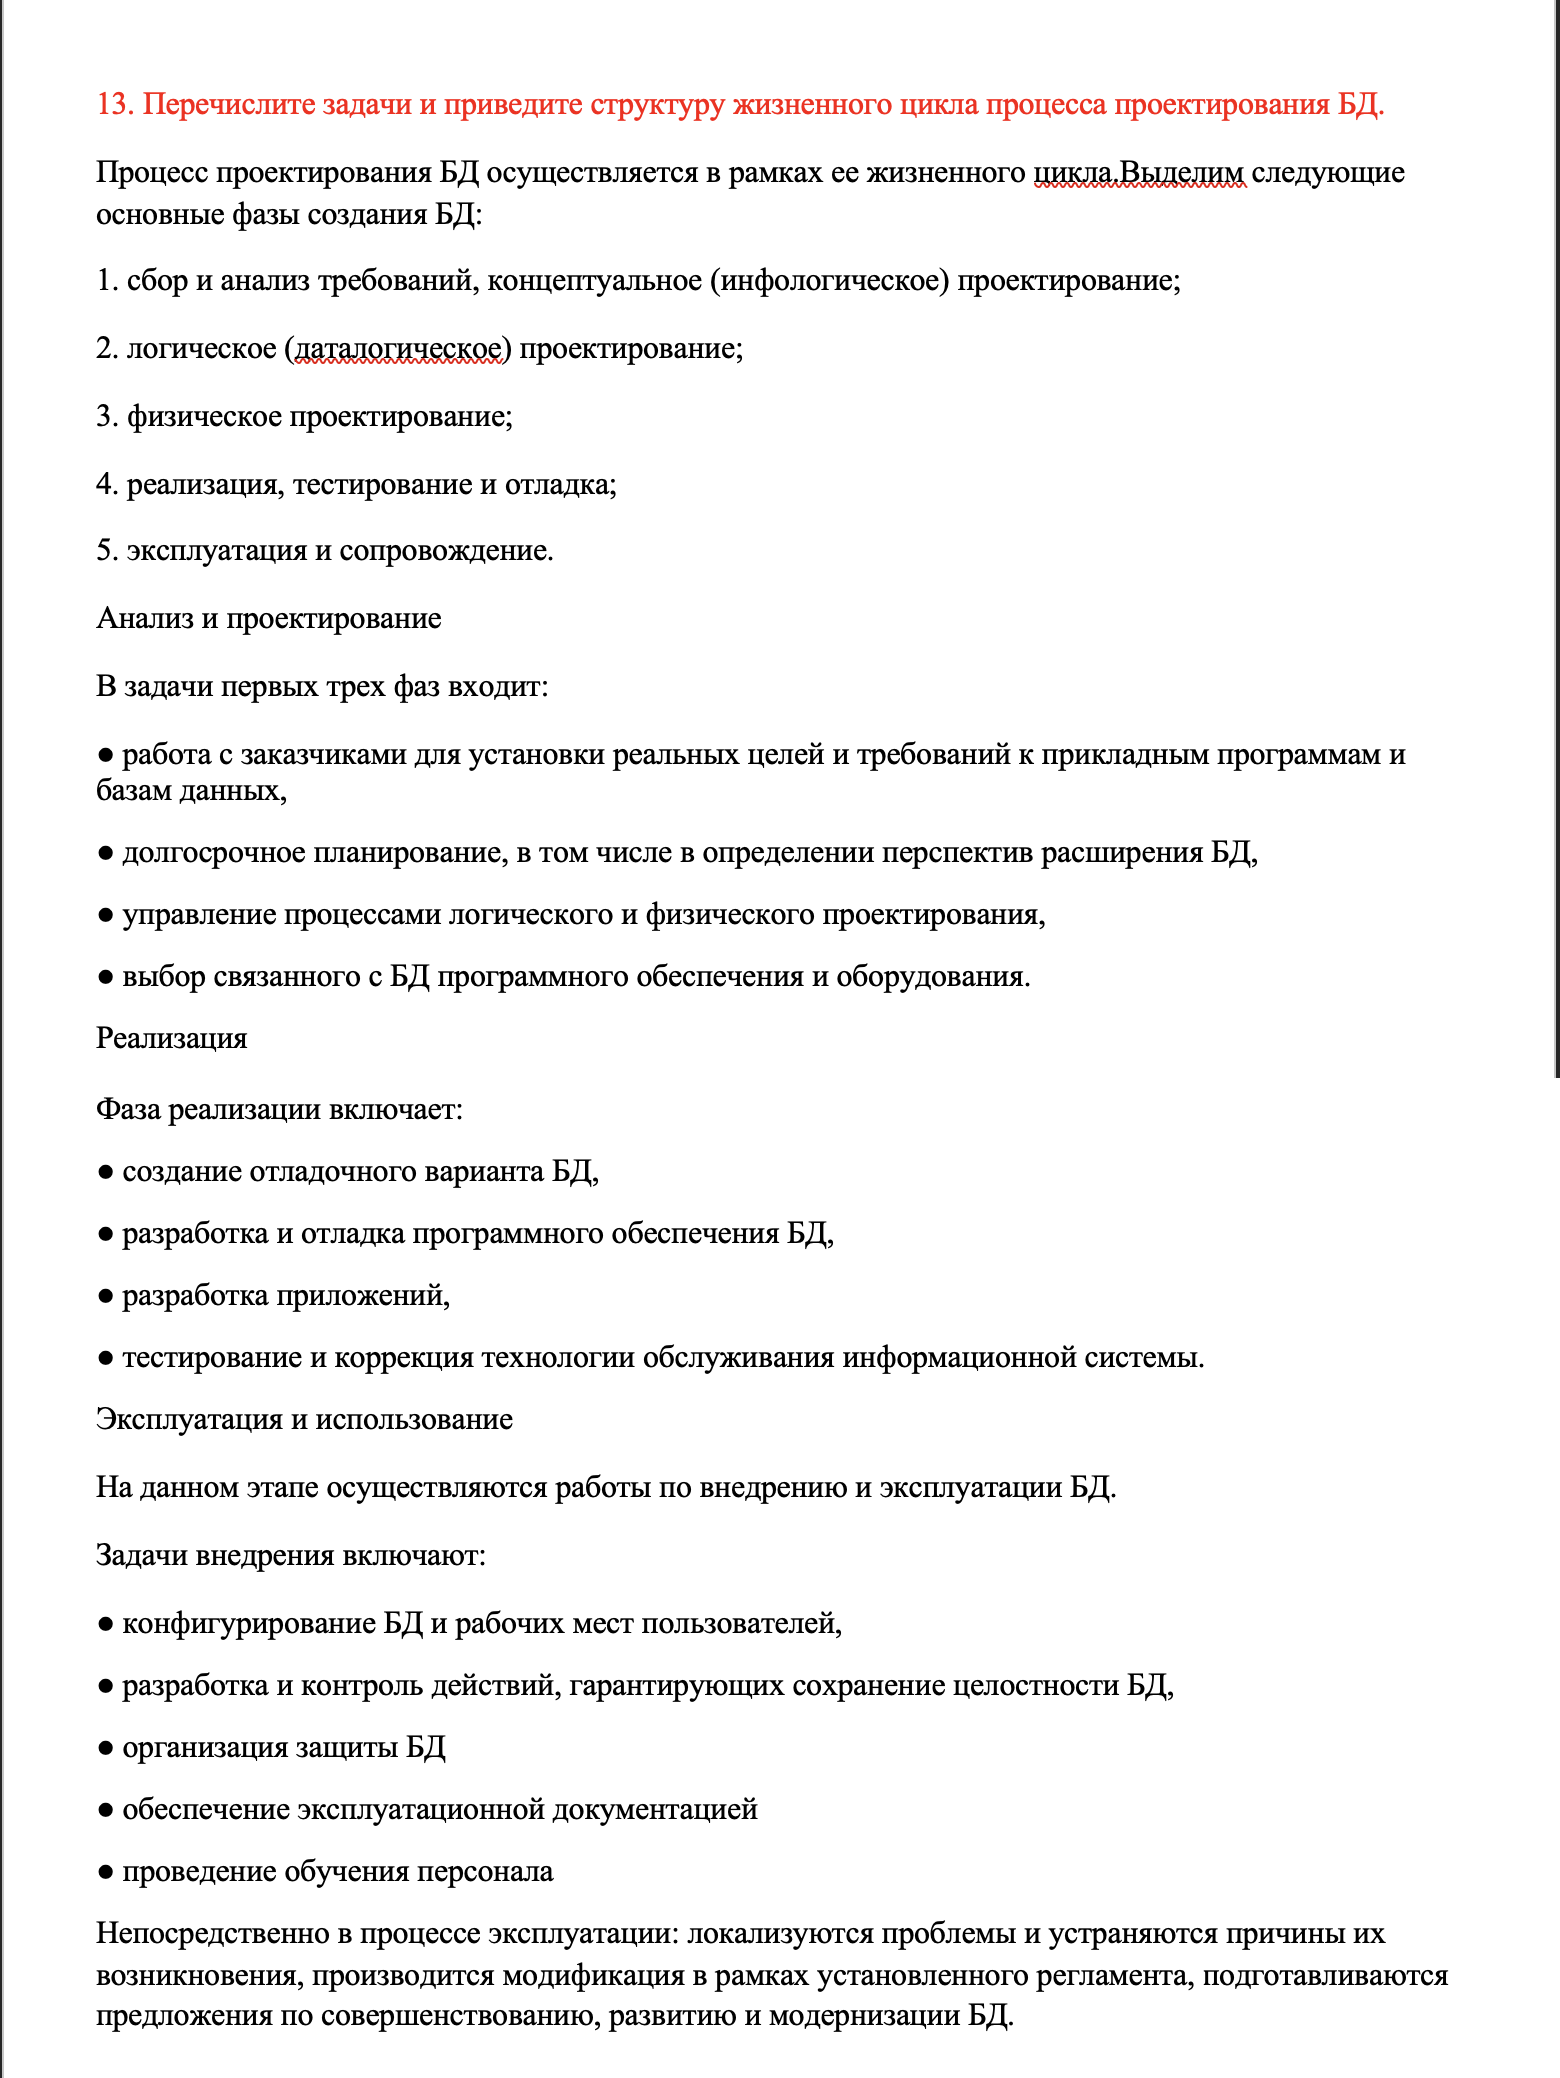 13. Перечислите задачи и приведите структуру жизненного цикла процесса проектирования БД.
Процесс проектирования БД осуществляется в рамках ее жизненного цикла.Выделим следующие
основные фазы создания БД:
1. сбор и анализ требований, концептуальное (инфологическое) проектирование;
2. логическое (даталогическое) проектирование;
3. физическое проектирование;
4. реализация, тестирование и отладка;
5. эксплуатация и сопровождение.
Анализ и проектирование
В задачи первых трех фаз входит:
● работа с заказчиками для установки реальных целей и требований к прикладным программам и
базам данных,
● долгосрочное планирование, в том числе в определении перспектив расширения БД,
● управление процессами логического и физического проектирования,
● выбор связанного с БД программного обеспечения и оборудования.
Реализация
Фаза реализации включает:
● создание отладочного варианта БД,
● разработка и отладка программного обеспечения БД,
● разработка приложений,
● тестирование и коррекция технологии обслуживания информационной системы.
Эксплуатация и использование
На данном этапе осуществляются работы по внедрению и эксплуатации БД.
Задачи внедрения включают:
● конфигурирование БД и рабочих мест пользователей,
● разработка и контроль действий, гарантирующих сохранение целостности БД,
● организация защиты БД
● обеспечение эксплуатационной документацией
● проведение обучения персонала
Непосредственно в процессе эксплуатации: локализуются проблемы и устраняются причины их
возникновения, производится модификация в рамках установленного регламента, подготавливаются
предложения по совершенствованию, развитию и модернизации БД.